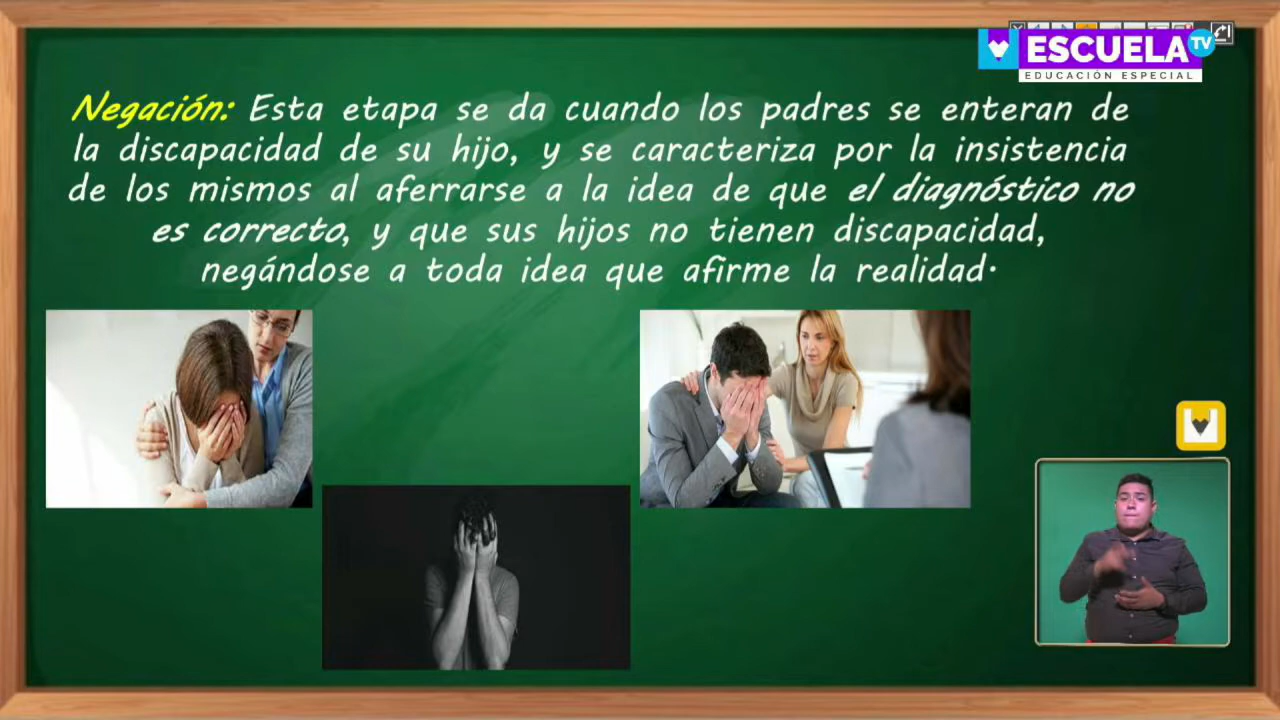 ESCUELA TV
EDUCACIÓN ESPECIAL
Negación: Esta etapa se da cuando los padres se enteran de
la discapacidad de su hijo, y se caracteriza por la insistencia
de los mismos al aferrarse a la idea de que el diagnóstico no
es correcto, y que sus hijos no tienen discapacidad,
negándose a toda idea que afirme la realidad.